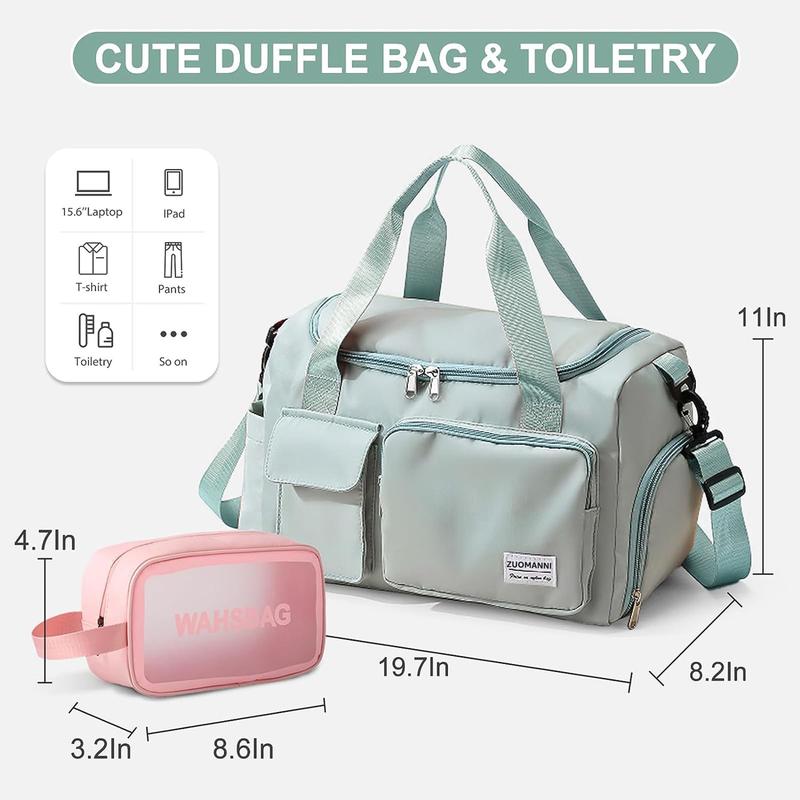 CUTE DUFFLE BAG & TOILETRY
15.6"Laptop
IPad
T-shirt
Pants
Toiletry
So on
11In
ZUOMANNI
4.7In
WAHSBAG
19.7In
8.2In
3.2In
8.6In